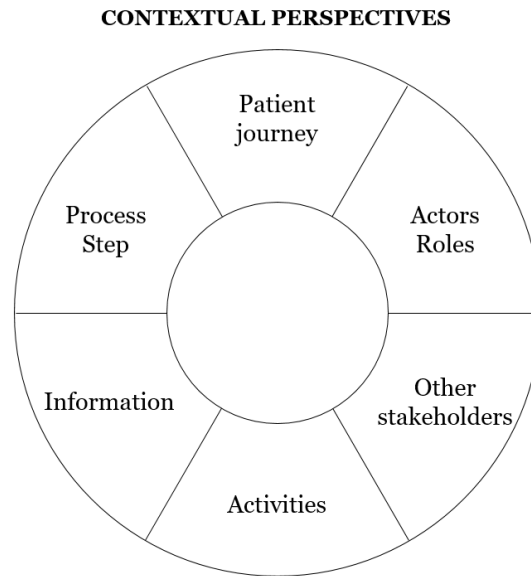 CONTEXTUAL PERSPECTIVES
Patient
journey
Process
Step
Actors
Roles
Information
Other
stakeholders
Activities